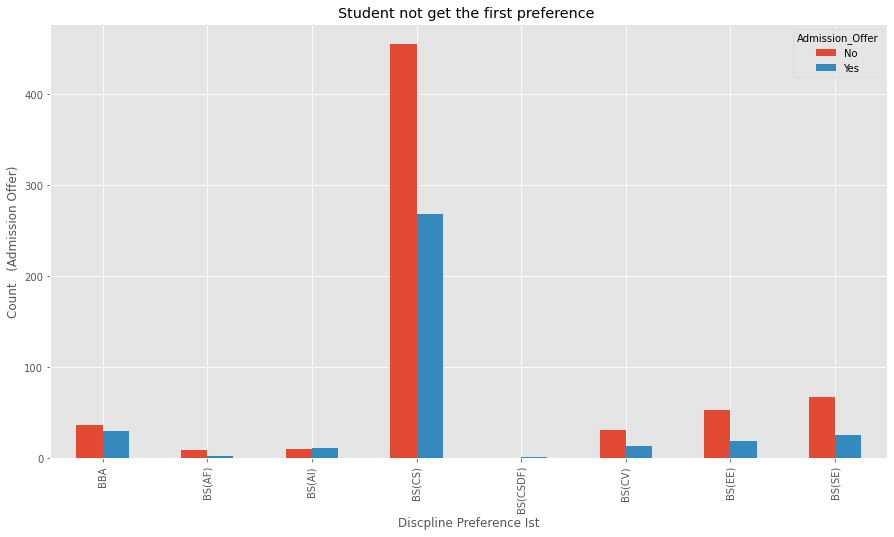 Student not get the first preference
Admission_Offer
No
Yes
Count (Admission Offer)
400
300
200
100
0
BBA
BS(AF)
BS(AI)
BS(CS)
BS(CSDF)
BS(CV)
BS(EE)
BS(SE)
Discpline Preference Ist